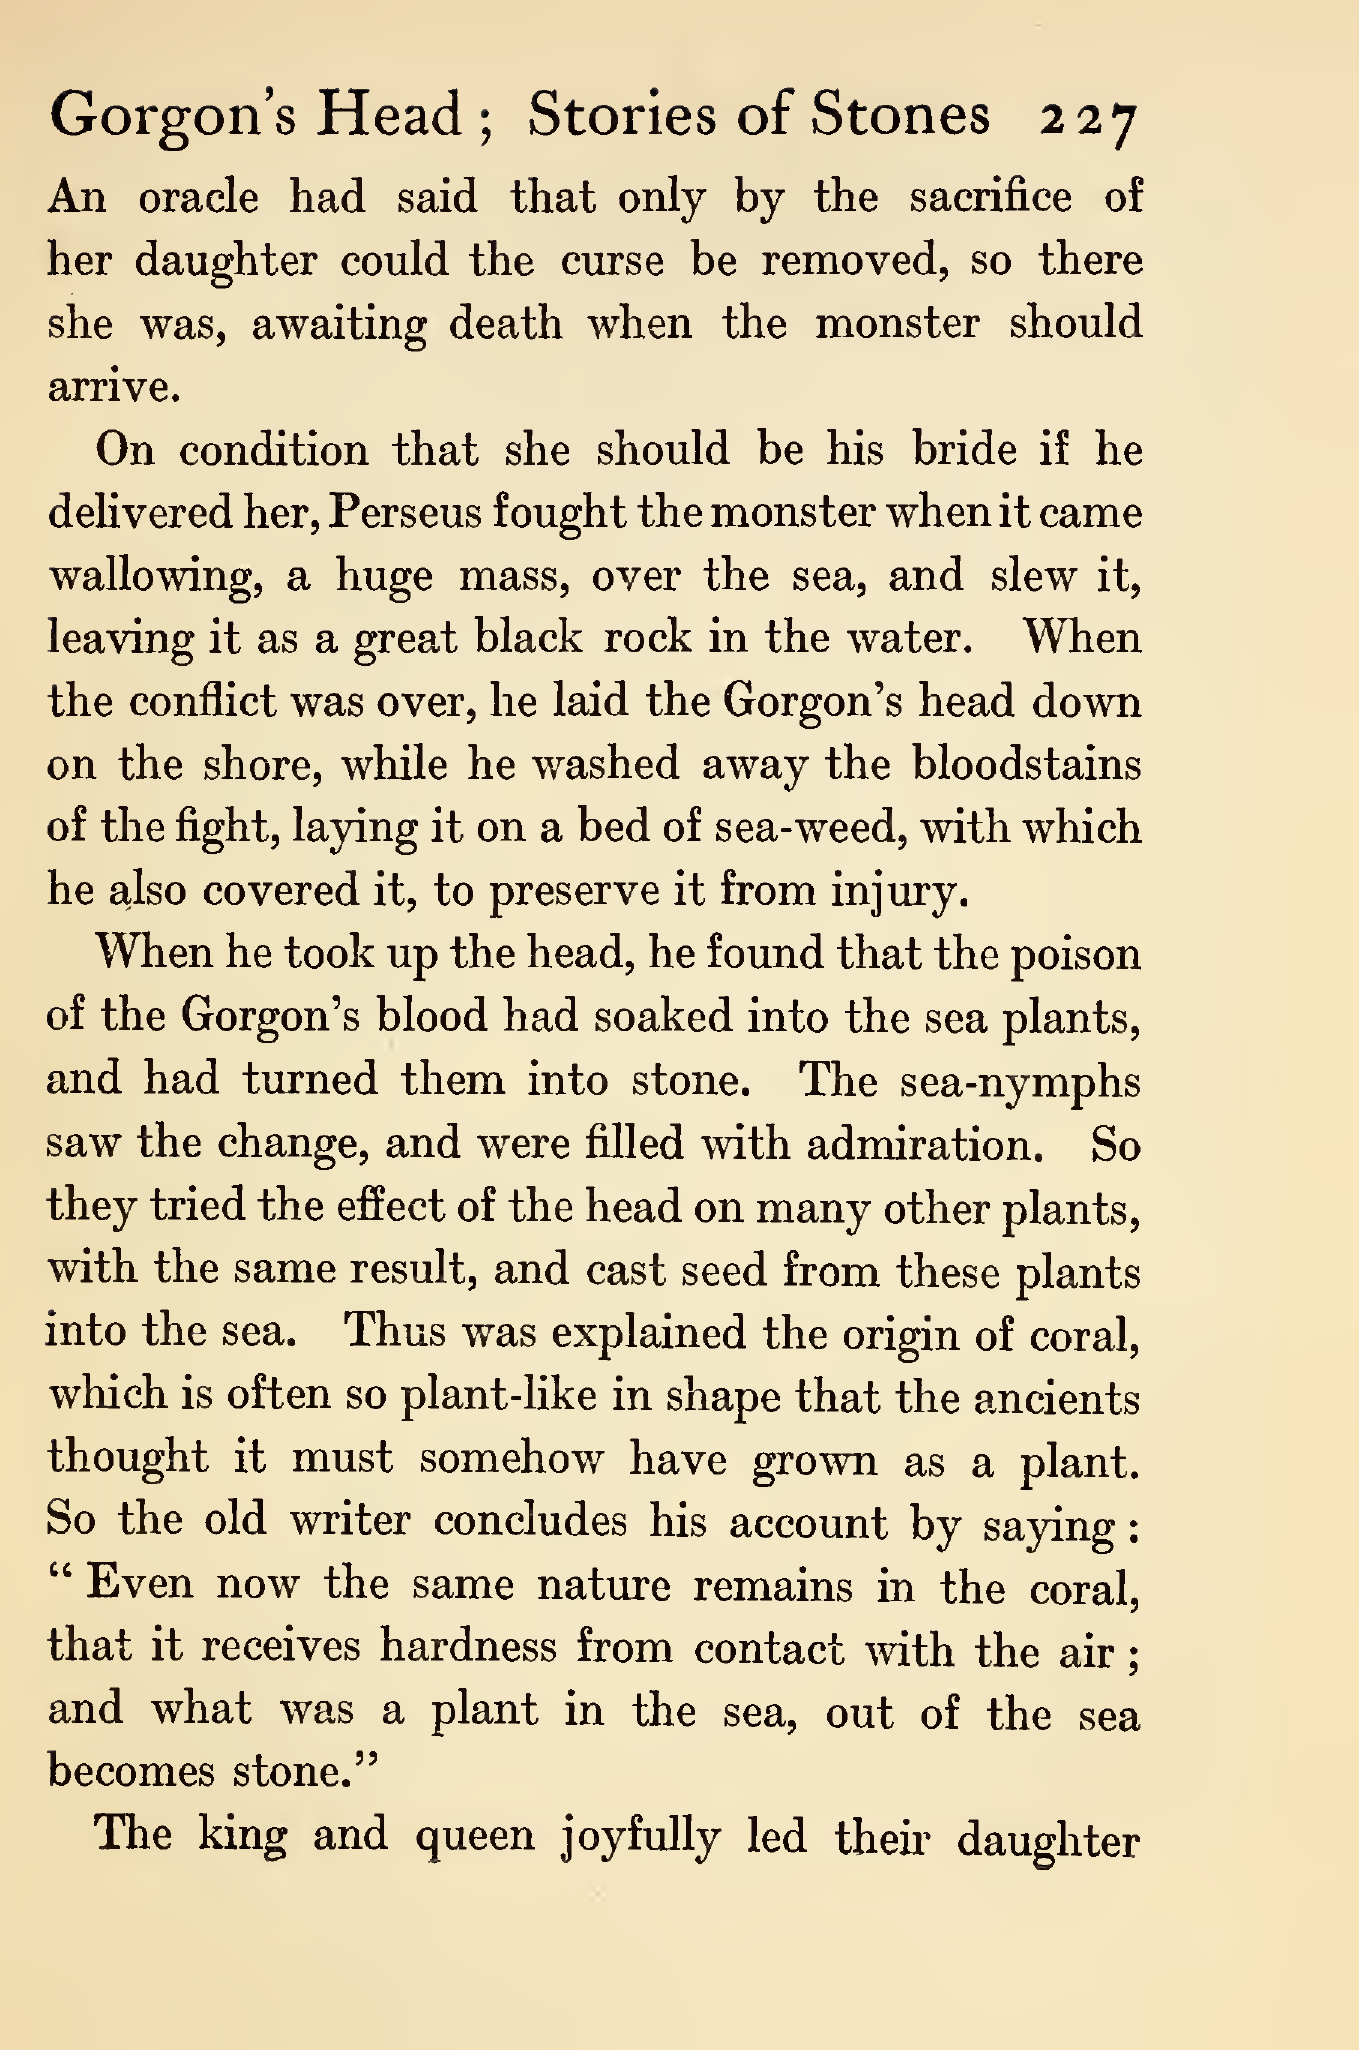 Gorgon's Head; Stories of Stones 227
An oracle had said that only by the sacrifice of
her daughter could the curse be removed, so there
she was, awaiting death when the monster should
arrive.
On condition that she should be his bride if he
delivered her, Perseus fought the monster when it came
wallowing, a huge mass, over the sea, and slew it,
leaving it as a great black rock in the water. When
the conflict was over, he laid the Gorgon's head down
on the shore, while he washed away the bloodstains
of the fight, laying it on a bed of sea-weed, with which
he also covered it, to preserve it from injury.
When he took up the head, he found that the poison
of the Gorgon's blood had soaked into the sea plants,
and had turned them into stone. The sea-nymphs
saw the change, and were filled with admiration. So
they tried the effect of the head on many other plants,
with the same result, and cast seed from these plants
into the sea. Thus was explained the origin of coral,
which is often so plant-like in shape that the ancients
thought it must somehow have grown as a plant.
So the old writer concludes his account by saying:
"Even now the same nature remains in the coral,
that it receives hardness from contact with the air;
and what was a plant in the sea, out of the sea
becomes stone."
The king and queen joyfully led their daughter